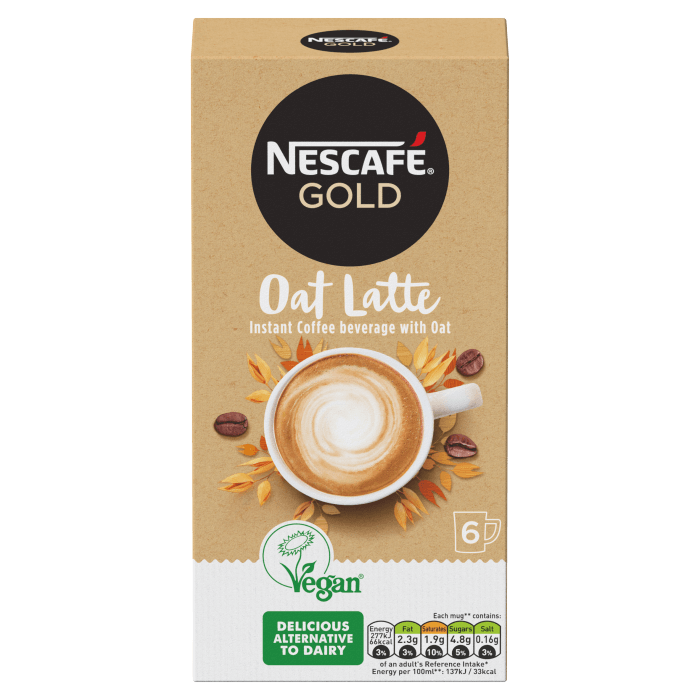 NESCAFÉ
GOLD
NESCAFÉ®
GOLD
Oat Latte
Instant Coffee beverage with Oat
6
Vegan®
DELICIOUS
ALTERNATIVE
TO DAIRY
Each mug** contains:
Energy Fat Saturates Sugars Salt
277kJ
66kcal 2.3g 1.9g 4.8g 0.16g
3% 3% 10% 5% 3%
of an adult's Reference Intake*
Energy per 100ml**: 137kJ / 33kcal